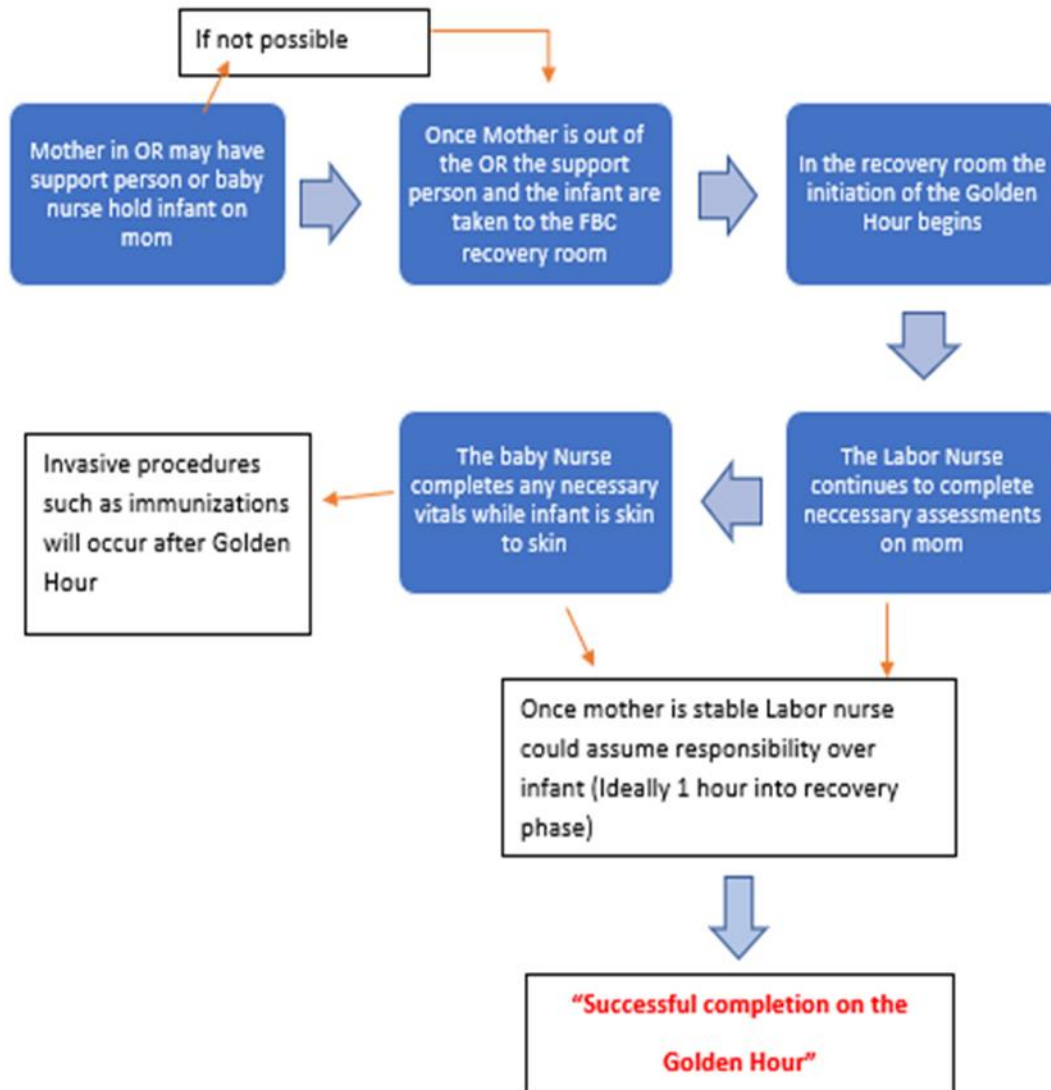 If not possible
Mother in OR may have
support person or baby
nurse hold infant on
mom
Once Mother is out of
the OR the support
person and the infant are
taken to the FBC
recovery room
In the recovery room the
initiation of the Golden
Hour begins
The Labor Nurse
continues to complete
neccessary assessments
on mom
The baby Nurse
completes any necessary
vitals while infant is skin
to skin
Invasive procedures
such as immunizations
will occur after Golden
Hour
Once mother is stable Labor nurse
could assume responsibility over
infant (Ideally 1 hour into recovery
phase)
“Successful completion on the
Golden Hour”